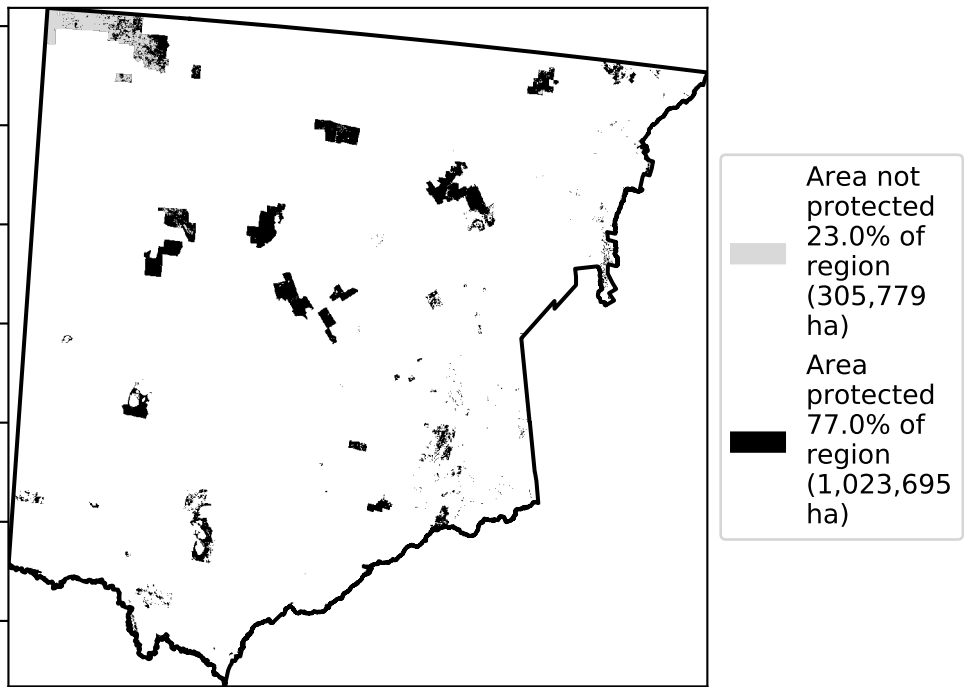 Area not
protected
23.0% of
region
(305,779
ha)
Area
protected
77.0% of
region
(1,023,695
ha)